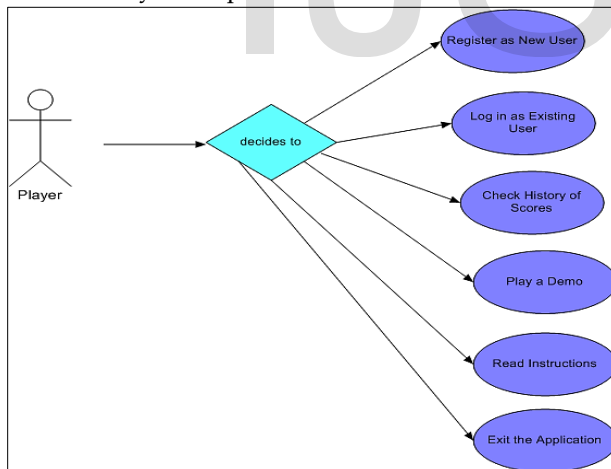 Register as New User
Log in as Existing
User
decides to
Player
Check History of
Scores
Play a Demo
Read Instructions
Exit the Application